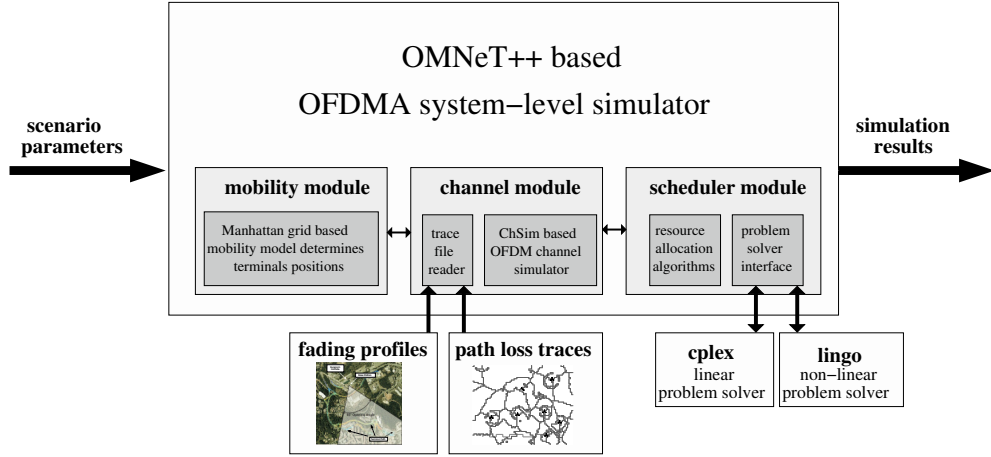 OMNeT++ based
OFDMA system−level simulator
scenario
parameters
simulation
results
mobility module
Manhattan grid based
mobility model determines
terminals positions
channel module
trace
file
reader
ChSim based
OFDM channel
simulator
scheduler module
resource
allocation
algorithms
problem
solver
interface
fading profiles
path loss traces
cplex
linear
problem solver
lingo
non−linear
problem solver